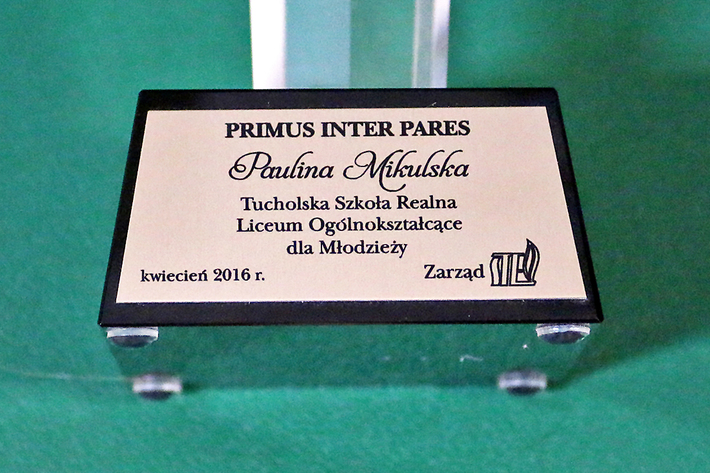 PRIMUS INTER PARES
Paulina Mikulska
Tucholska Szkoła Realna
Liceum Ogólnokształcące
dla Młodzieży
kwiecień 2016 r.
Zarząd